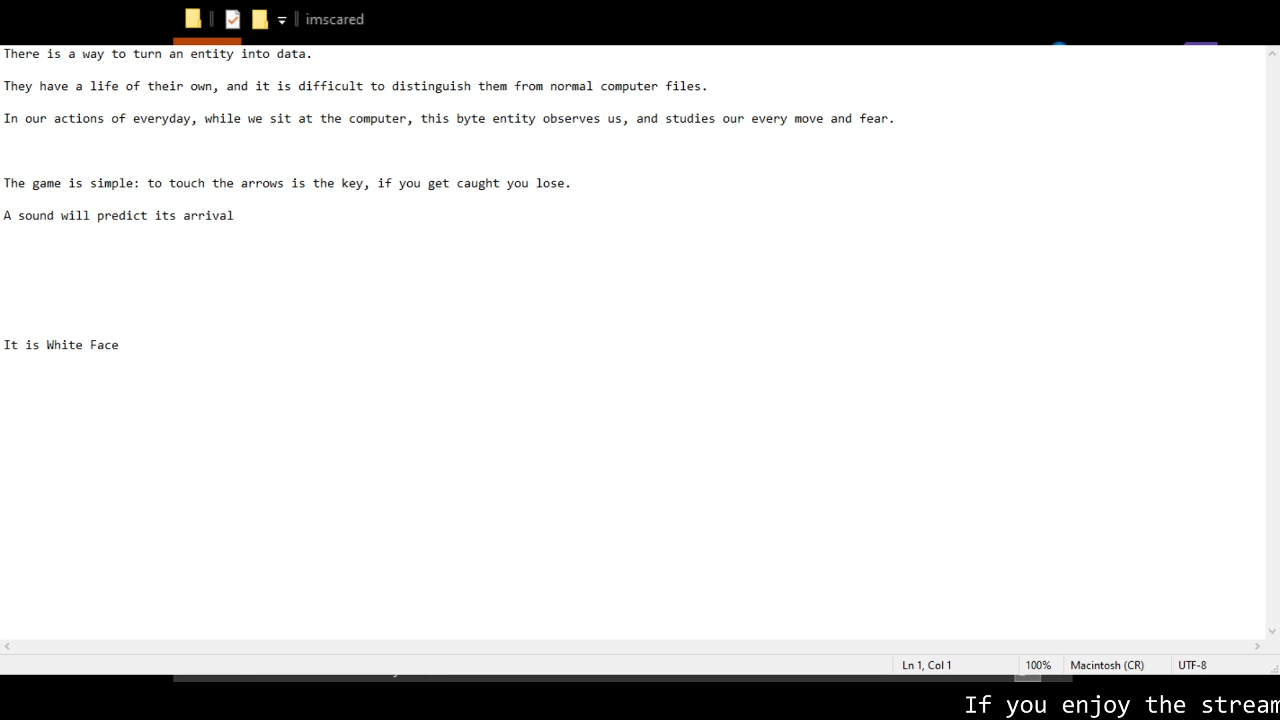 imscared
There is a way to turn an entity into data.
They have a life of their own, and it is difficult to distinguish them from normal computer files.
In our actions of everyday, while we sit at the computer, this byte entity observes us, and studies our every move and fear.
The game is simple: to touch the arrows is the key, if you get caught you lose.
A sound will predict its arrival
It is White Face
Ln 1, Col 1 100% Macintosh (CR) UTF-8
If you enjoy the stream